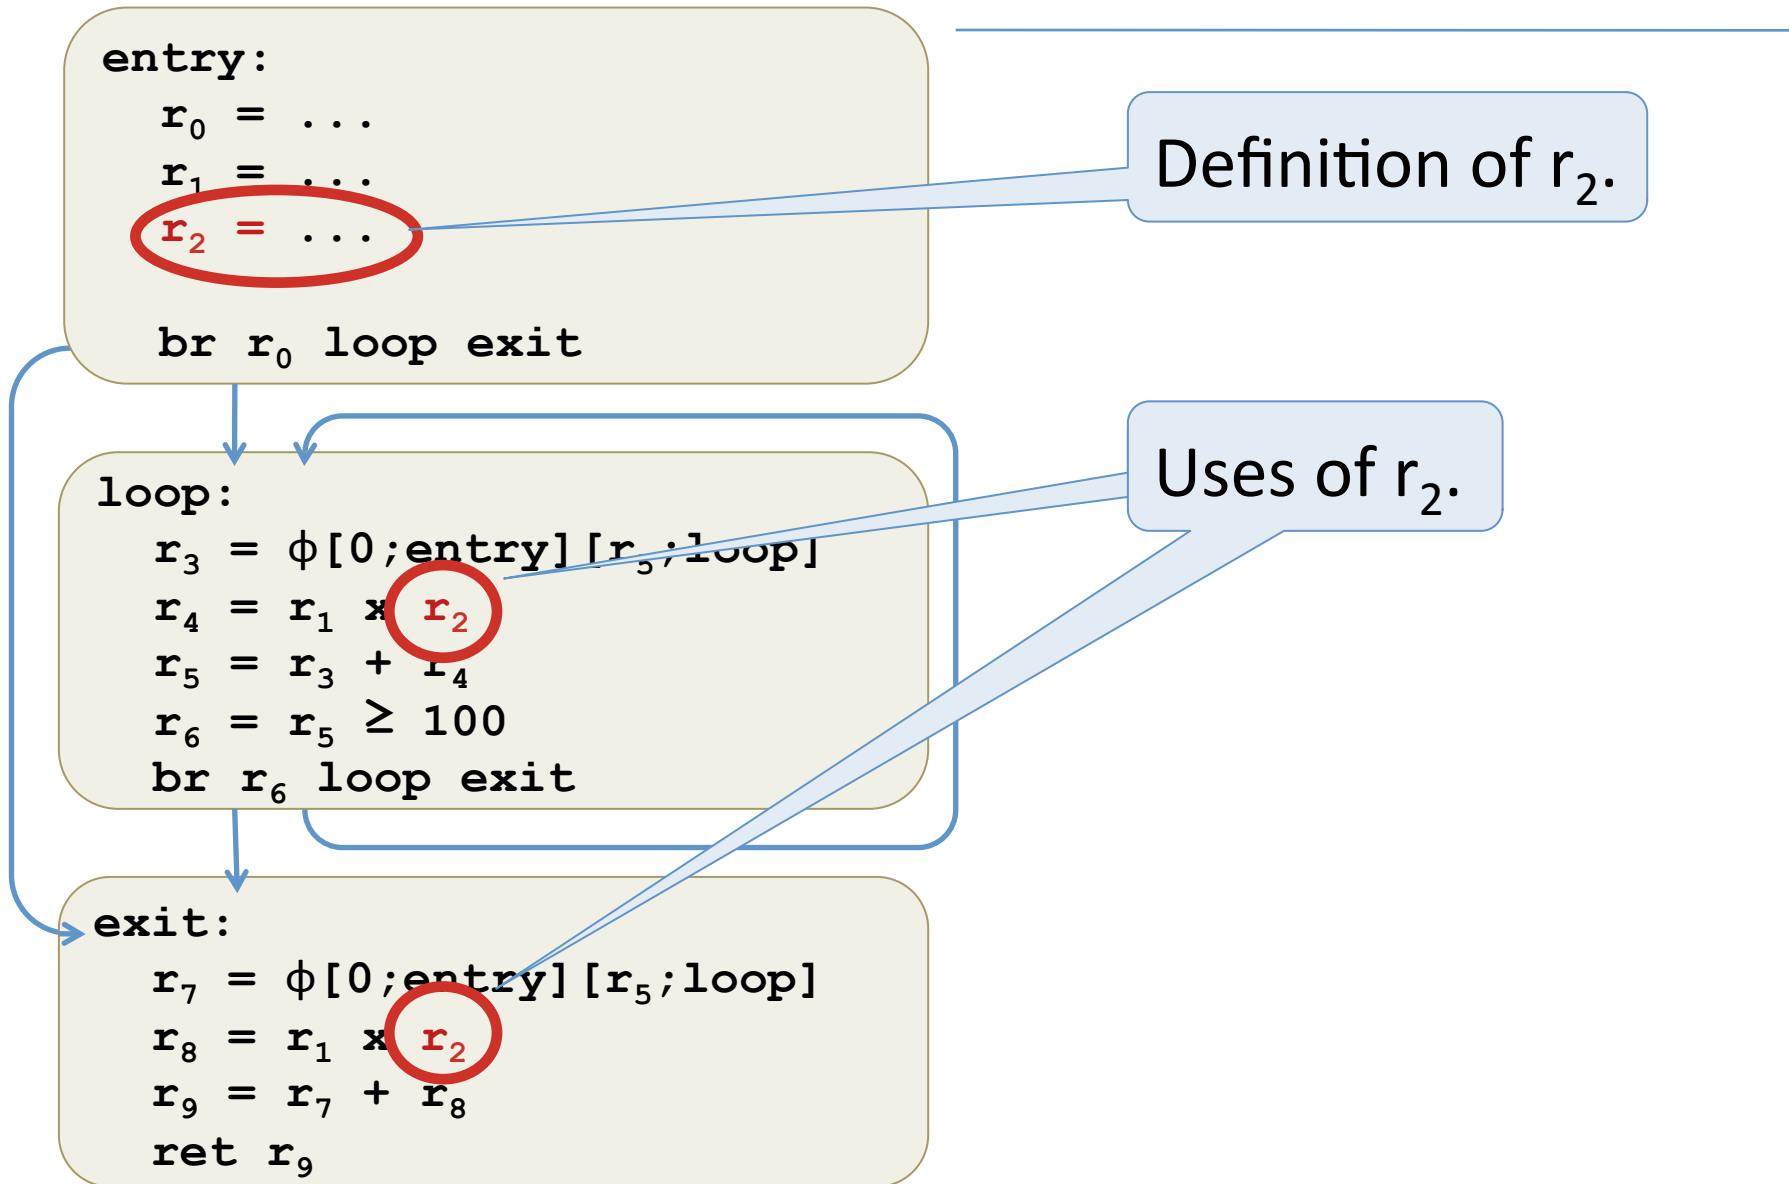 entry:
r₀ = ...
r₁ = ...
r₂ = ...
br r₀ loop exit
Definition of r₂.
loop:
r₃ = ϕ[0;entry][r₅;loop]
r₄ = r₁ x r₂
r₅ = r₃ + r₄
r₆ = r₅ ≥ 100
br r₆ loop exit
Uses of r₂.
exit:
r₇ = ϕ[0;entry][r₅;loop]
r₈ = r₁ x r₂
r₉ = r₇ + r₈
ret r₉